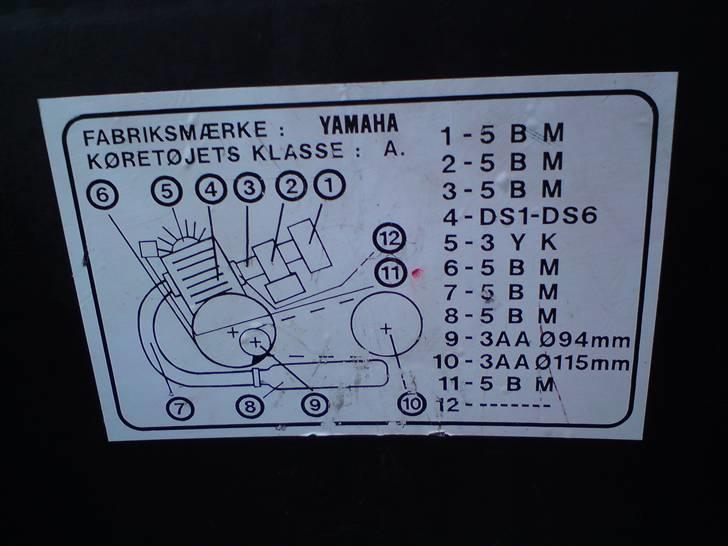 FABRIKSMÆRKE : YAMAHA
KØRETØJETS KLASSE : A.
6 5 4 3 2 1
12
11
7 8 9 10
1 - 5 B M
2 - 5 B M
3 - 5 B M
4 - DS1-DS6
5 - 3 Y K
6 - 5 B M
7 - 5 B M
8 - 5 B M
9 - 3AA Ø94mm
10 - 3AA Ø115mm
11 - 5 B M
12 --------